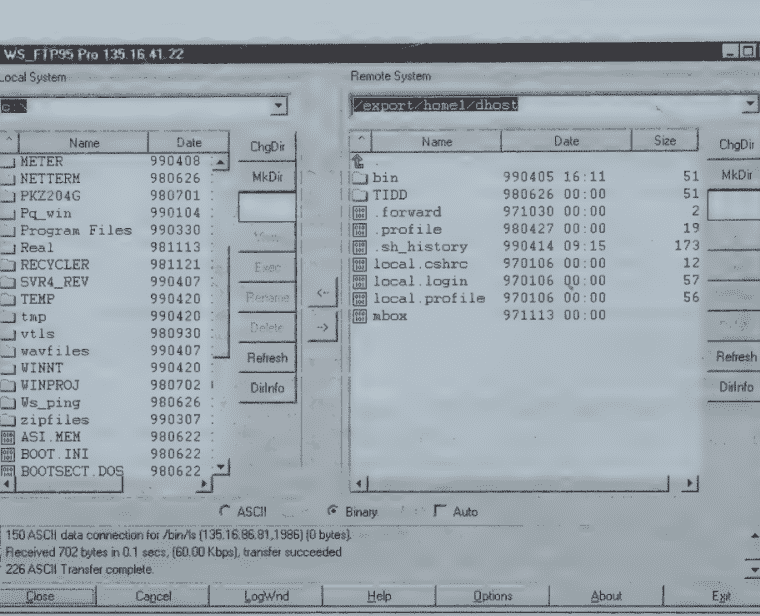 WS_FTP95 Pro 135.16.41.22
Local System
c:\
Name Date
METER 990408
NETTERM 980626
PKZ204G 980701
Pq_win 990104
Program Files 990330
Real 981113
RECYCLER 981121
SVR4_REV 990407
TEMP 990420
tmp 990420
vtls 980930
wavfiles 990407
WINNT 990420
WINPROJ 980702
Ws_ping 980626
zipfiles 990307
ASI.MEM 980622
BOOT.INI 980622
BOOTSECT.DOS 980622
ChgDir
MkDir
View
Exec
Rename
Delete
Refresh
DirInfo
<--
-->
Remote System
/export/home1/dhost
^ Name Date Size
bin 990405 16:11 51
TIDD 980626 00:00 51
.forward 971030 00:00 2
.profile 980427 00:00 19
.sh_history 990414 09:15 173
local.cshrc 970106 00:00 12
local.login 970106 00:00 57
local.profile 970106 00:00 56
mbox 971113 00:00
ChgDir
MkDir
Refresh
DirInfo
ASCII Binary Auto
150 ASCII data connection for /bin/ls (135.16.86.81,1986) (0 bytes).
Received 702 bytes in 0.1 secs, (60.00 Kbps), transfer succeeded
226 ASCII Transfer complete.
Close Cancel LogWnd Help Options About Exit